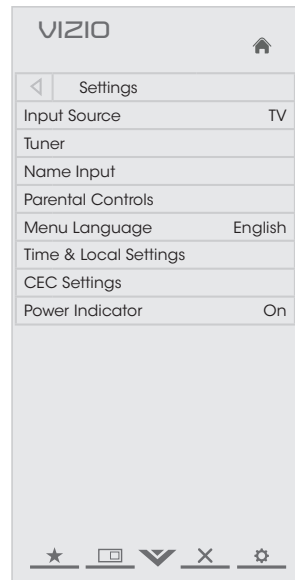 VIZIO
Settings
Input Source TV
Tuner
Name Input
Parental Controls
Menu Language English
Time & Local Settings
CEC Settings
Power Indicator On